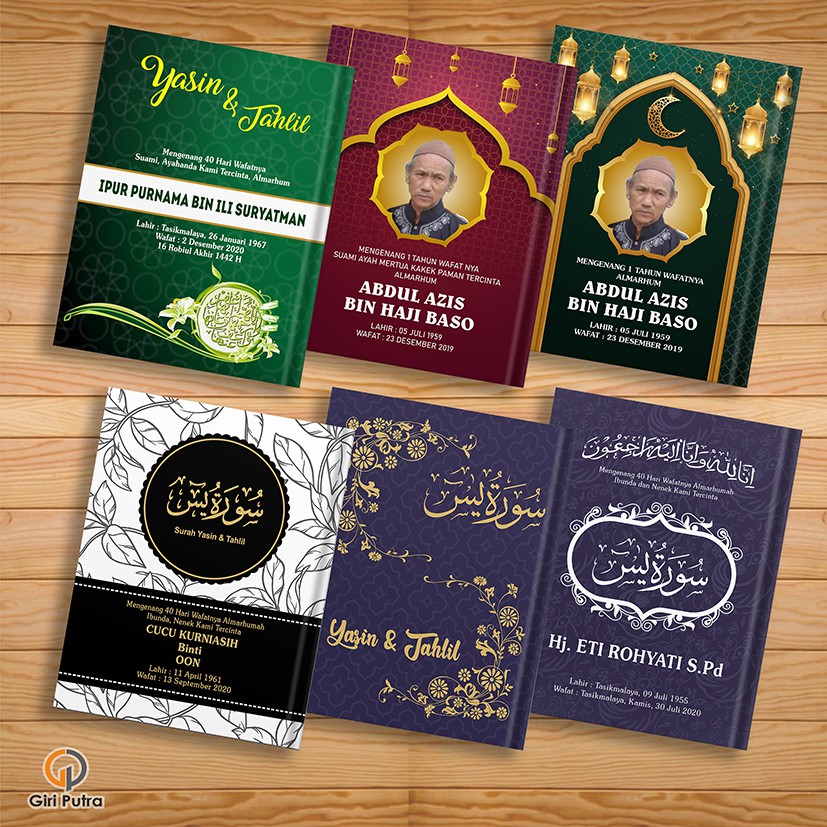 Yasin
& Tahlil
Mengenang 40 Hari Wafatnya
Suami, Ayahanda Kami Tercinta, Almarhum
IPUR PURNAMA BIN ILI SURYATMAN
Lahir : Tasikmalaya, 26 Januari 1967
Wafat : 2 Desember 2020
16 Robiul Akhir 1442 H
MENGENANG 1 TAHUN WAFAT NYA
SUAMI AYAH MERTUA KAKEK PAMAN TERCINTA
ALMARHUM
ABDUL AZIS
BIN HAJI BASO
LAHIR : 05 JULI 1959
WAFAT : 23 DESEMBER 2019
MENGENANG 1 TAHUN WAFATNYA
ALMARHUM
ABDUL AZIS
BIN HAJI BASO
LAHIR : 05 JULI 1959
WAFAT : 23 DESEMBER 2019
سُورَةُ يٰسٓ
Surah Yasin & Tahlil
Mengenang 40 Hari Wafatnya Almarhumah
Ibunda, Nenek Kami Tercinta
CUCU KURNIASIH
Binti
OON
Lahir : 11 April 1961
Wafat : 13 September 2020
سُورَةُ يٰسٓ
Yasin & Tahlil
إنا لله وإنا إليه راجعون
Mengenang 40 Hari Wafatnya Almarhumah
Ibunda dan Nenek Kami Tercinta
سُورَةُ يٰسٓ
Hj. ETI ROHYATI S.Pd
Lahir : Tasikmalaya, 09 Juli 1955
Wafat : Tasikmalaya, Kamis, 30 Juli 2020
Giri Putra